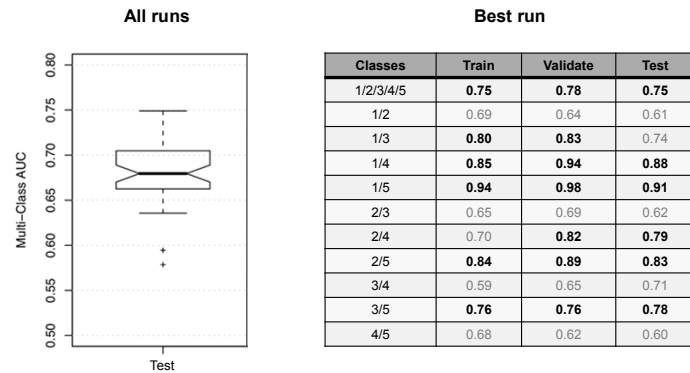 All runs
Multi−Class AUC
0.80
0.75
0.70
0.65
0.60
0.55
0.50
Test
Best run
Classes Train Validate Test
1/2/3/4/5 0.75 0.78 0.75
1/2 0.69 0.64 0.61
1/3 0.80 0.83 0.74
1/4 0.85 0.94 0.88
1/5 0.94 0.98 0.91
2/3 0.65 0.69 0.62
2/4 0.70 0.82 0.79
2/5 0.84 0.89 0.83
3/4 0.59 0.65 0.71
3/5 0.76 0.76 0.78
4/5 0.68 0.62 0.60